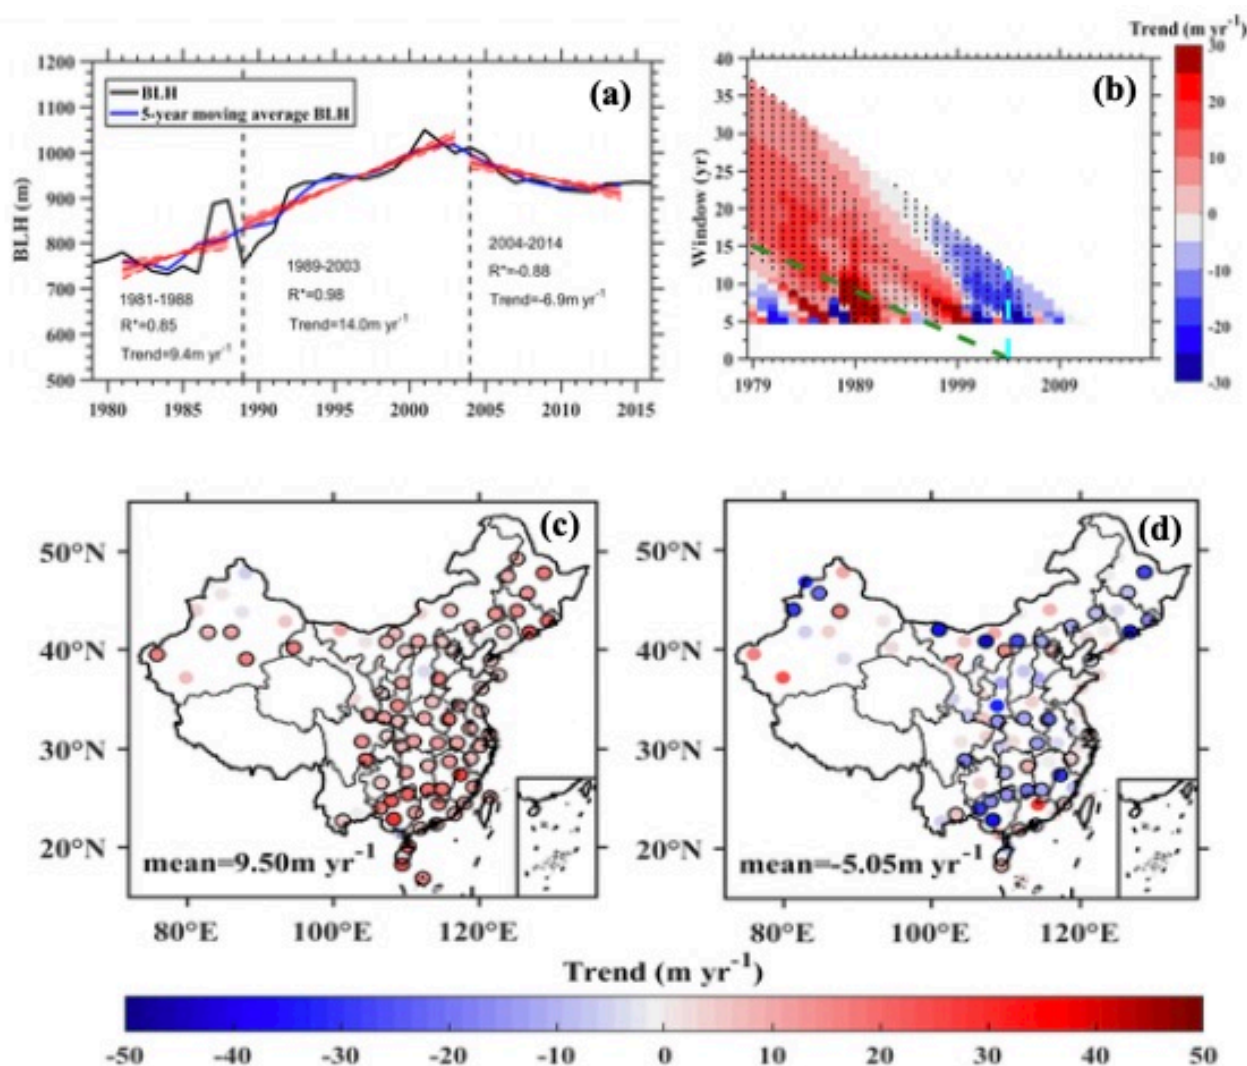 Trend (m yr⁻¹)
(a)
BLH
5-year moving average BLH
1200
1100
1000
900
800
700
600
500
BLH (m)
1981-1988
R*=0.85
Trend=9.4m yr⁻¹
1989-2003
R*=0.98
Trend=14.0m yr⁻¹
2004-2014
R*=-0.88
Trend=-6.9m yr⁻¹
1980 1985 1990 1995 2000 2005 2010 2015
(b)
40
35
30
25
20
15
10
5
0
Window (yr)
1979 1989 1999 2009
30
20
10
0
-10
-20
-30
(c)
50°N
40°N
30°N
20°N
mean=9.50m yr⁻¹
80°E 100°E 120°E
(d)
50°N
40°N
30°N
20°N
mean=-5.05m yr⁻¹
80°E 100°E 120°E
Trend (m yr⁻¹)
-50 -40 -30 -20 -10 0 10 20 30 40 50